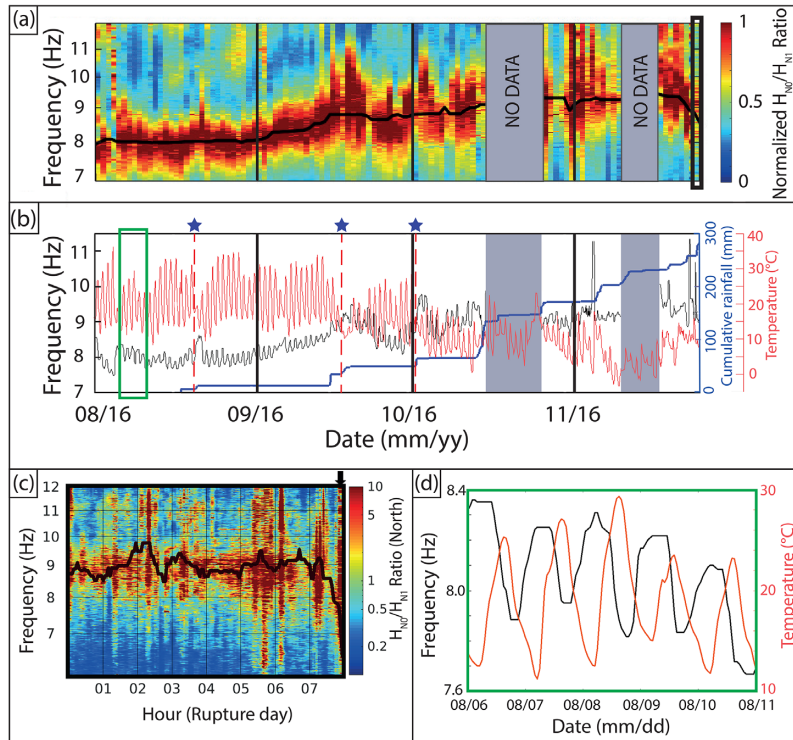 (a)
Frequency (Hz)
11
10
9
8
7
NO DATA
NO DATA
1
0.5
0
Normalized H_N0/H_N1 Ratio
(b)
Frequency (Hz)
11
10
9
8
7
300
200
100
0
Cumulative rainfall (mm)
40
30
20
10
0
Temperature (°C)
08/16
09/16
10/16
11/16
Date (mm/yy)
(c)
Frequency (Hz)
12
11
10
9
8
7
10
5
1
0.5
0.2
H_N0/H_N1 Ratio (North)
01 02 03 04 05 06 07
Hour (Rupture day)
(d)
Frequency (Hz)
8.4
8.0
7.6
30
20
10
Temperature (°C)
08/06 08/07 08/08 08/09 08/10 08/11
Date (mm/dd)